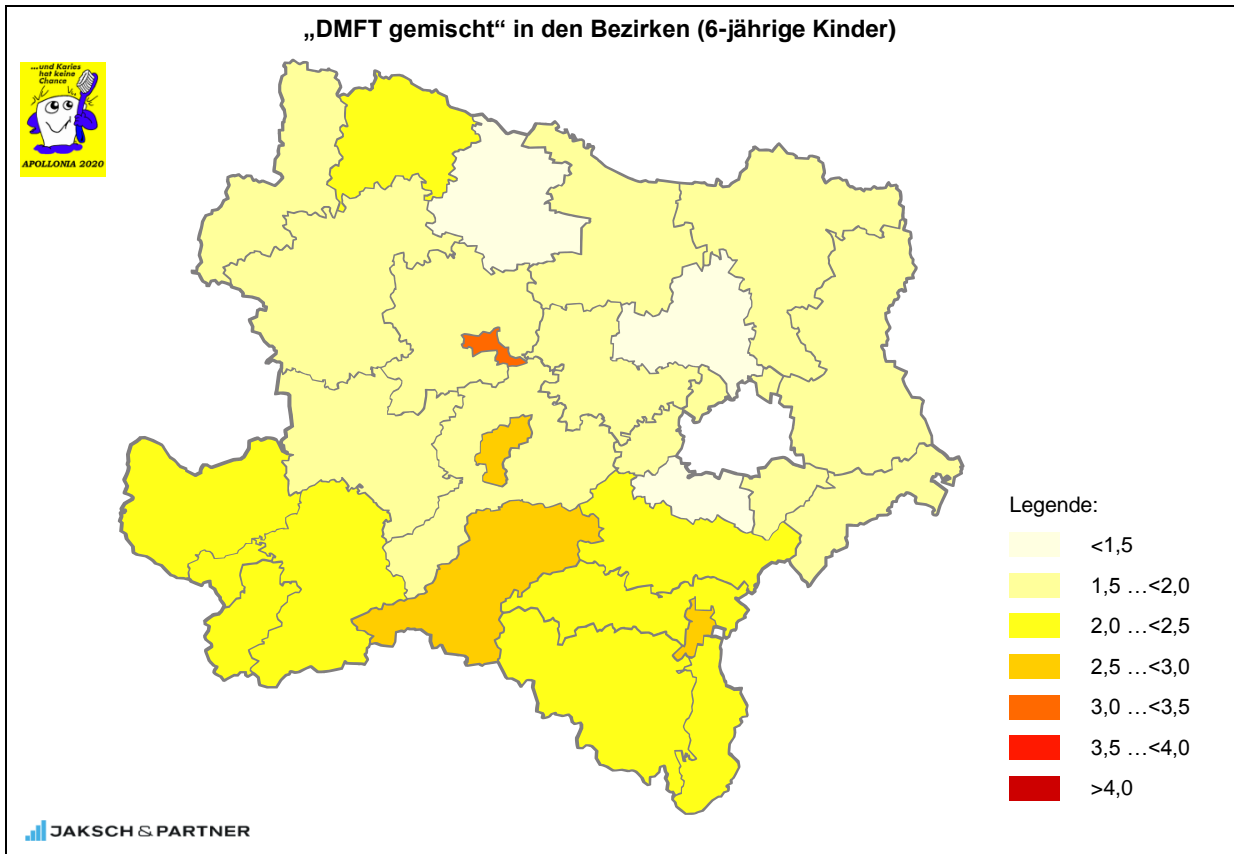 „DMFT gemischt“ in den Bezirken (6-jährige Kinder)
...und Karies
hat keine
Chance
APOLLONIA 2020
Legende:
<1,5
1,5 …<2,0
2,0 …<2,5
2,5 …<3,0
3,0 …<3,5
3,5 …<4,0
>4,0
JAKSCH & PARTNER